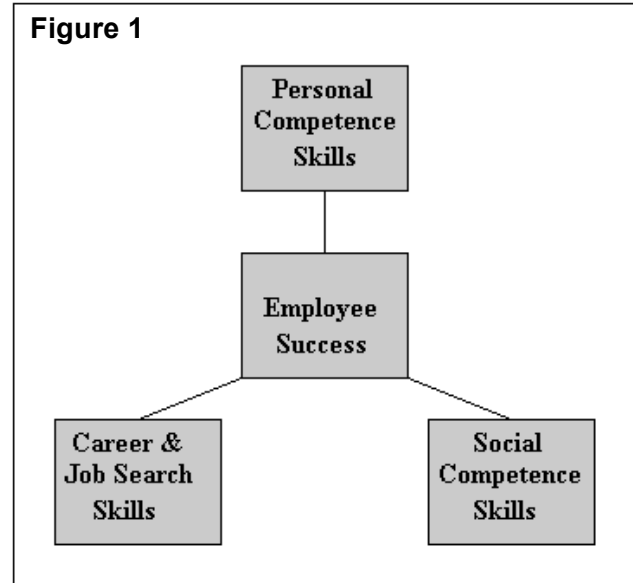 Figure 1
Personal
Competence
Skills
Employee
Success
Career &
Job Search
Skills
Social
Competence
Skills